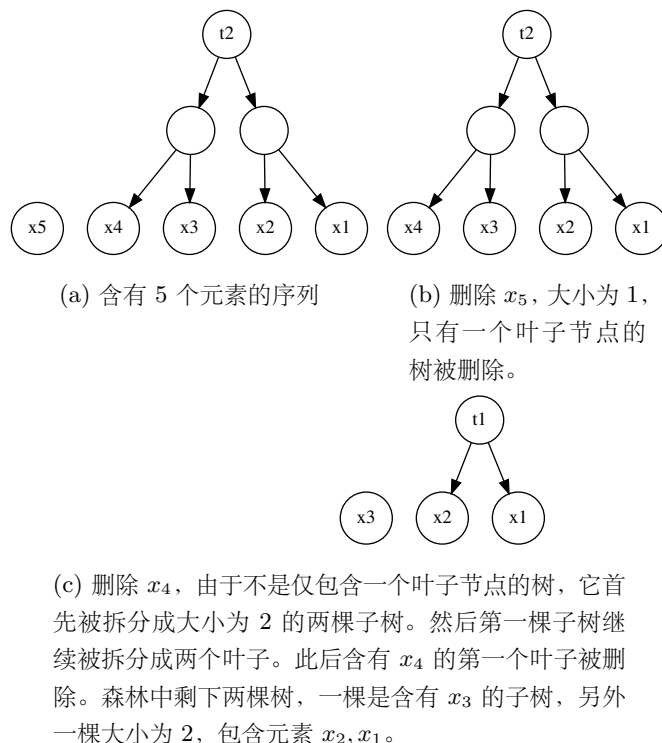 t2
t2
x5
x4
x3
x2
x1
x4
x3
x2
x1
(a) 含有 5 个元素的序列
(b) 删除 x₅, 大小为 1,
只有一个叶子节点的
树被删除。
t1
x3
x2
x1
(c) 删除 x₄, 由于不是仅包含一个叶子节点的树, 它首
先被拆分成大小为 2 的两棵子树。然后第一棵子树继
续被拆分成两个叶子。此后含有 x₄ 的第一个叶子被删
除。森林中剩下两棵树, 一棵是含有 x₃ 的子树, 另外
一棵大小为 2, 包含元素 x₂, x₁。